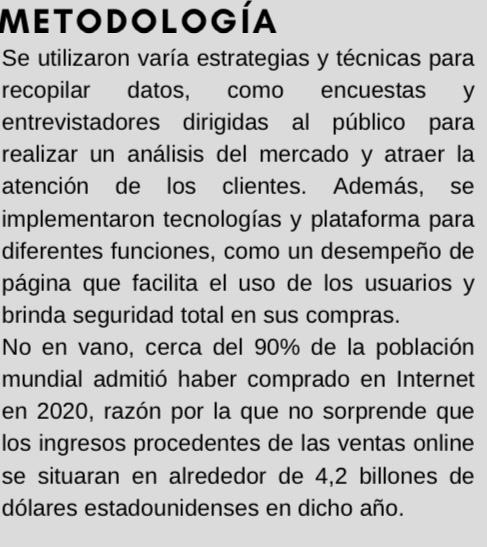 METODOLOGÍA
Se utilizaron varía estrategias y técnicas para
recopilar datos, como encuestas y
entrevistadores dirigidas al público para
realizar un análisis del mercado y atraer la
atención de los clientes. Además, se
implementaron tecnologías y plataforma para
diferentes funciones, como un desempeño de
página que facilita el uso de los usuarios y
brinda seguridad total en sus compras.
No en vano, cerca del 90% de la población
mundial admitió haber comprado en Internet
en 2020, razón por la que no sorprende que
los ingresos procedentes de las ventas online
se situaran en alrededor de 4,2 billones de
dólares estadounidenses en dicho año.